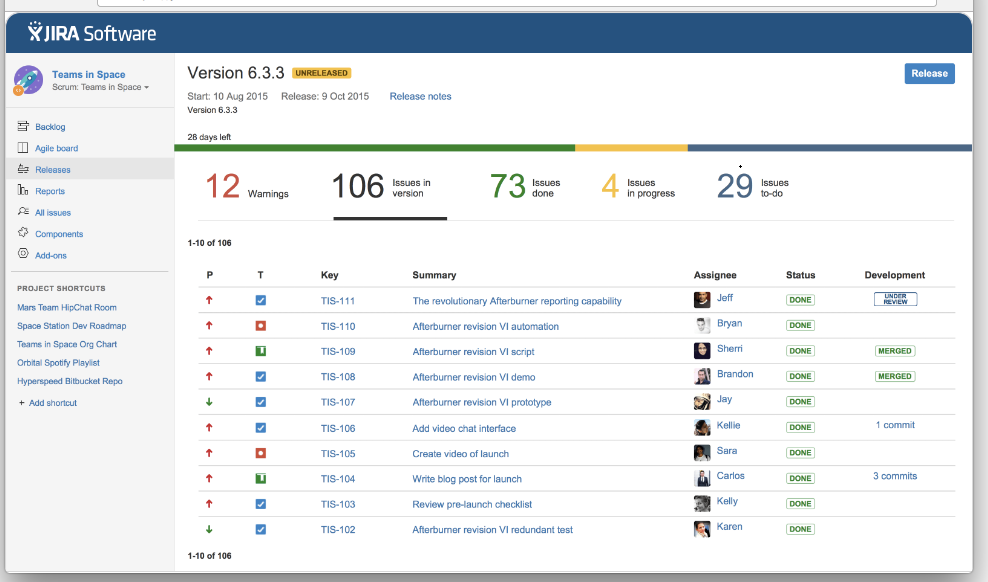 JIRA Software
Teams in Space
Scrum: Teams in Space
Backlog
Agile board
Releases
Reports
All issues
Components
Add-ons
PROJECT SHORTCUTS
Mars Team HipChat Room
Space Station Dev Roadmap
Teams in Space Org Chart
Orbital Spotify Playlist
Hyperspeed Bitbucket Repo
+ Add shortcut
Version 6.3.3 UNRELEASED
Release
Start: 10 Aug 2015 Release: 9 Oct 2015 Release notes
Version 6.3.3
28 days left
12 Warnings
106 Issues in version
73 Issues done
4 Issues in progress
29 Issues to-do
1-10 of 106
P T Key Summary Assignee Status Development
TIS-111 The revolutionary Afterburner reporting capability Jeff DONE UNDER REVIEW
TIS-110 Afterburner revision VI automation Bryan DONE
TIS-109 Afterburner revision VI script Sherri DONE MERGED
TIS-108 Afterburner revision VI demo Brandon DONE MERGED
TIS-107 Afterburner revision VI prototype Jay DONE
TIS-106 Add video chat interface Kellie DONE 1 commit
TIS-105 Create video of launch Sara DONE
TIS-104 Write blog post for launch Carlos DONE 3 commits
TIS-103 Review pre-launch checklist Kelly DONE
TIS-102 Afterburner revision VI redundant test Karen DONE
1-10 of 106